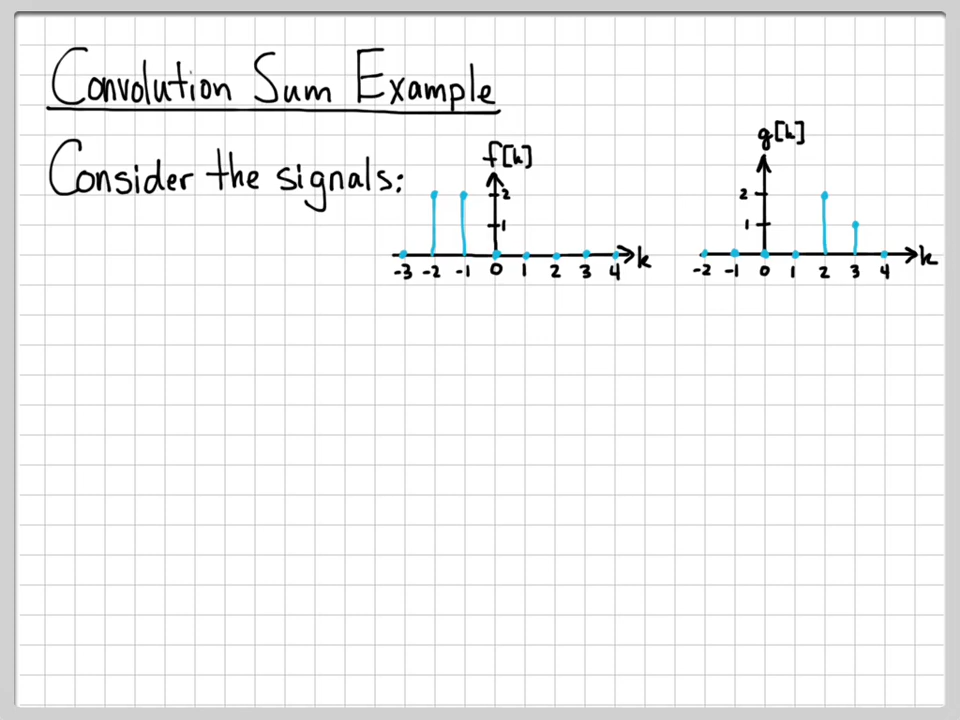 Convolution Sum Example
Consider the signals:
f[k]
2
1
-3 -2 -1 0 1 2 3 4 k
g[k]
2
1
-2 -1 0 1 2 3 4 k